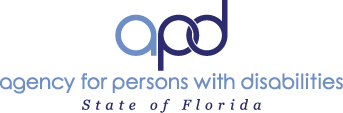 apd
agency for persons with disabilities
State of Florida